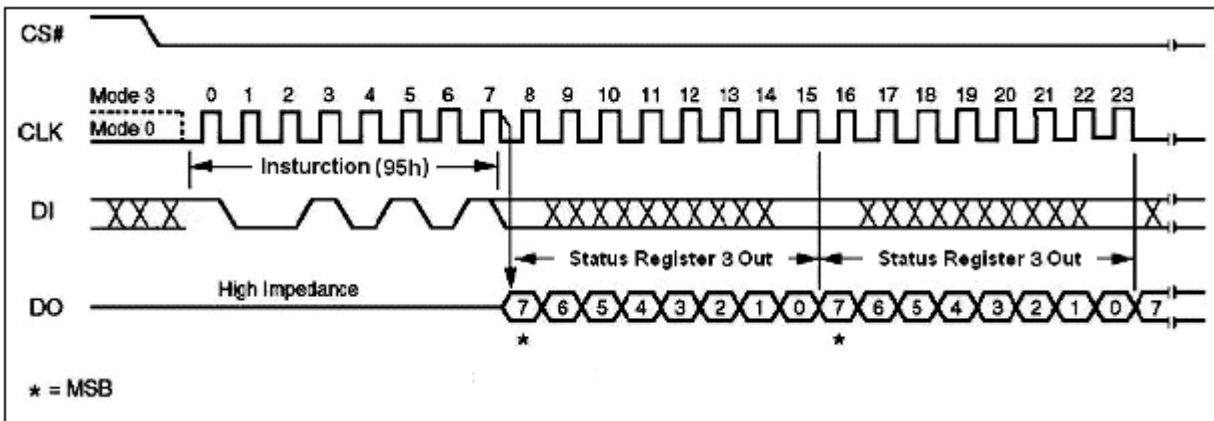 CS#
Mode 3 0 1 2 3 4 5 6 7 8 9 10 11 12 13 14 15 16 17 18 19 20 21 22 23
CLK Mode 0
Insturction (95h)
DI
Status Register 3 Out Status Register 3 Out
High Impedance
DO 7 6 5 4 3 2 1 0 7 6 5 4 3 2 1 0 7
* *
* = MSB